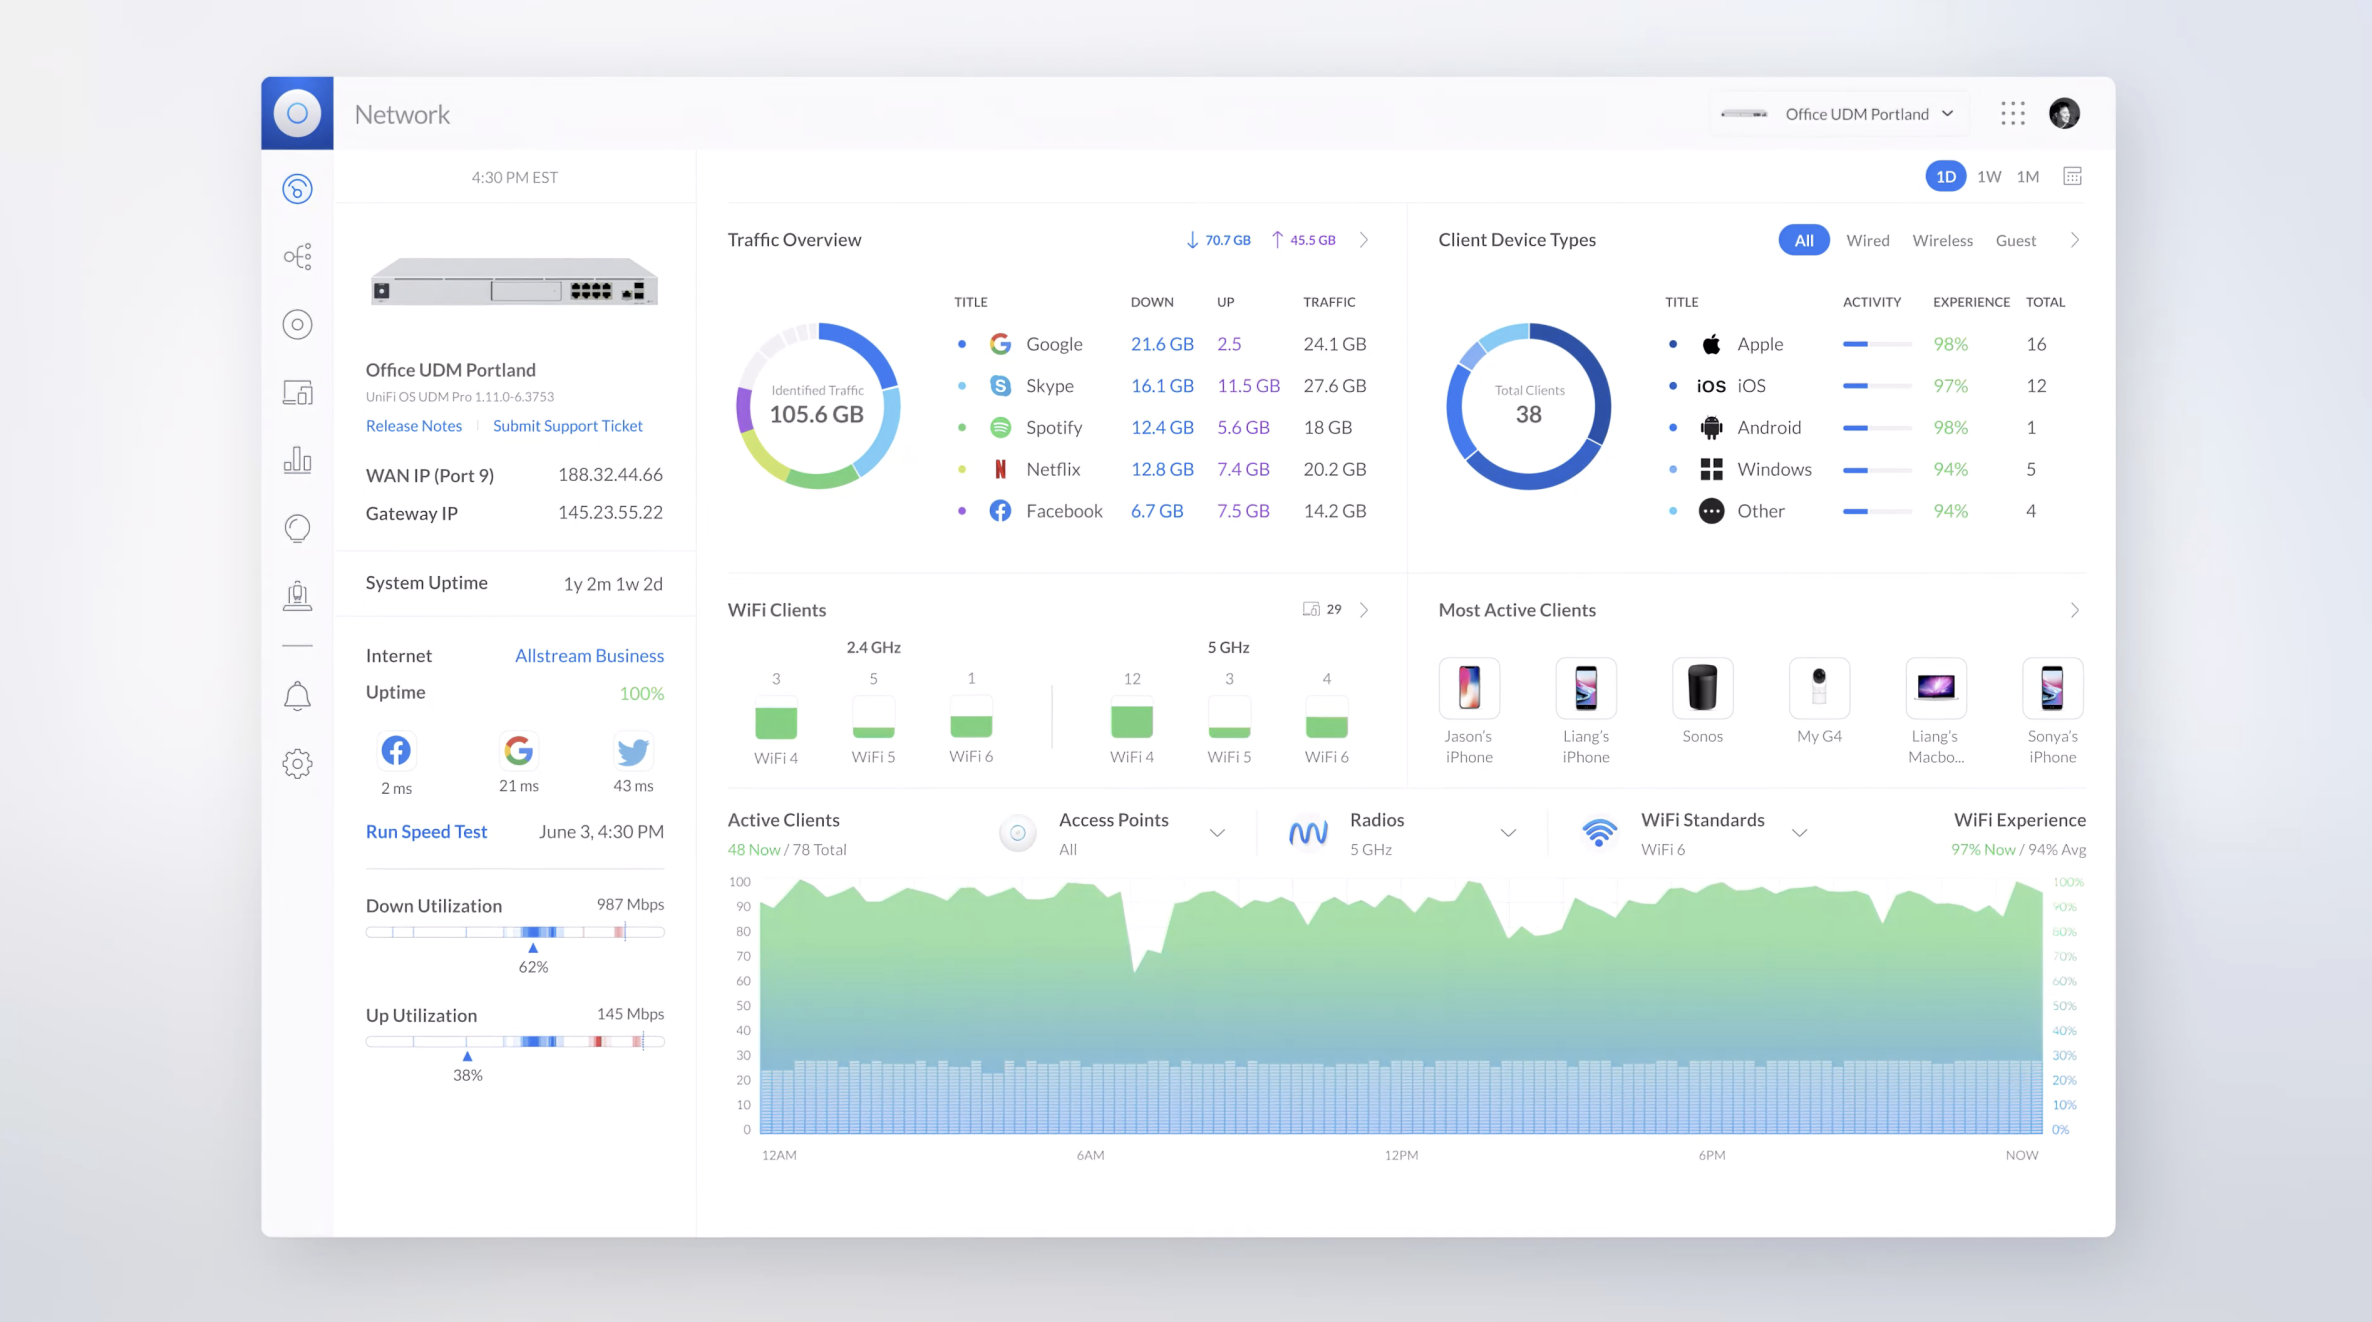 Network
Office UDM Portland
4:30 PM EST
1D 1W 1M
Office UDM Portland
UniFi OS UDM Pro 1.11.0-6.3753
Release Notes Submit Support Ticket
WAN IP (Port 9) 188.32.44.66
Gateway IP 145.23.55.22
System Uptime 1y 2m 1w 2d
Internet Allstream Business
Uptime 100%
2 ms 21 ms 43 ms
Run Speed Test June 3, 4:30 PM
Down Utilization 987 Mbps
62%
Up Utilization 145 Mbps
38%
Traffic Overview 70.7 GB 45.5 GB
Identified Traffic
105.6 GB
TITLE DOWN UP TRAFFIC
Google 21.6 GB 2.5 24.1 GB
Skype 16.1 GB 11.5 GB 27.6 GB
Spotify 12.4 GB 5.6 GB 18 GB
Netflix 12.8 GB 7.4 GB 20.2 GB
Facebook 6.7 GB 7.5 GB 14.2 GB
Client Device Types All Wired Wireless Guest
Total Clients
38
TITLE ACTIVITY EXPERIENCE TOTAL
Apple 98% 16
iOS iOS 97% 12
Android 98% 1
Windows 94% 5
Other 94% 4
WiFi Clients 29
2.4 GHz 5 GHz
3 5 1 12 3 4
WiFi 4 WiFi 5 WiFi 6 WiFi 4 WiFi 5 WiFi 6
Most Active Clients
Jason's Liang's Sonos My G4 Liang's Sonya's
iPhone iPhone Macbo... iPhone
Active Clients Access Points Radios WiFi Standards WiFi Experience
48 Now / 78 Total All 5 GHz WiFi 6 97% Now / 94% Avg
100 100%
90 90%
80 80%
70 70%
60 60%
50 50%
40 40%
30 30%
20 20%
10 10%
0 0%
12AM 6AM 12PM 6PM NOW